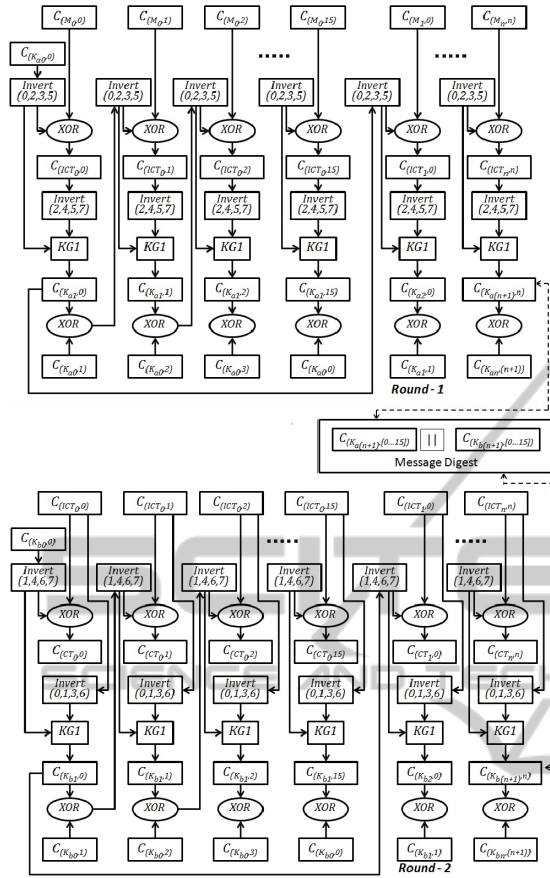 C(M0,0) C(M0,1) C(M0,2) C(M0,15) C(M1,0) C(Mn,n)
C(Ka0,0) ..... .....
Invert (0,2,3,5) Invert (0,2,3,5) Invert (0,2,3,5) Invert (0,2,3,5) Invert (0,2,3,5) Invert (0,2,3,5)
XOR XOR XOR XOR XOR XOR
C(ICT0,0) C(ICT0,1) C(ICT0,2) C(ICT0,15) C(ICT1,0) C(ICTn,n)
Invert (2,4,5,7) Invert (2,4,5,7) Invert (2,4,5,7) Invert (2,4,5,7) Invert (2,4,5,7) Invert (2,4,5,7)
KG1 KG1 KG1 KG1 KG1 KG1
C(Ka1,0) C(Ka1,1) C(Ka1,2) C(Ka1,15) C(Ka2,0) C(Ka(n+1),n)
XOR XOR XOR XOR XOR XOR
C(Ka0,1) C(Ka0,2) C(Ka0,3) C(Ka0,0) C(Ka1,1) C(Kan,(n+1))
Round - 1
C(Ka(n+1),[0...15]) || C(Kb(n+1),[0...15])
Message Digest
C(ICT0,0) C(ICT0,1) C(ICT0,2) C(ICT0,15) C(ICT1,0) C(ICTn,n)
C(Kb0,0) ..... .....
Invert (1,4,6,7) Invert (1,4,6,7) Invert (1,4,6,7) Invert (1,4,6,7) Invert (1,4,6,7) Invert (1,4,6,7)
XOR XOR XOR XOR XOR XOR
C(CT0,0) C(CT0,1) C(CT0,2) C(CT0,15) C(CT1,0) C(CTn,n)
Invert (0,1,3,6) Invert (0,1,3,6) Invert (0,1,3,6) Invert (0,1,3,6) Invert (0,1,3,6) Invert (0,1,3,6)
KG1 KG1 KG1 KG1 KG1 KG1
C(Kb1,0) C(Kb1,1) C(Kb1,2) C(Kb1,15) C(Kb2,0) C(Kb(n+1),n)
XOR XOR XOR XOR XOR XOR
C(Kb0,1) C(Kb0,2) C(Kb0,3) C(Kb0,0) C(Kb1,1) C(Kbn,(n+1))
Round - 2